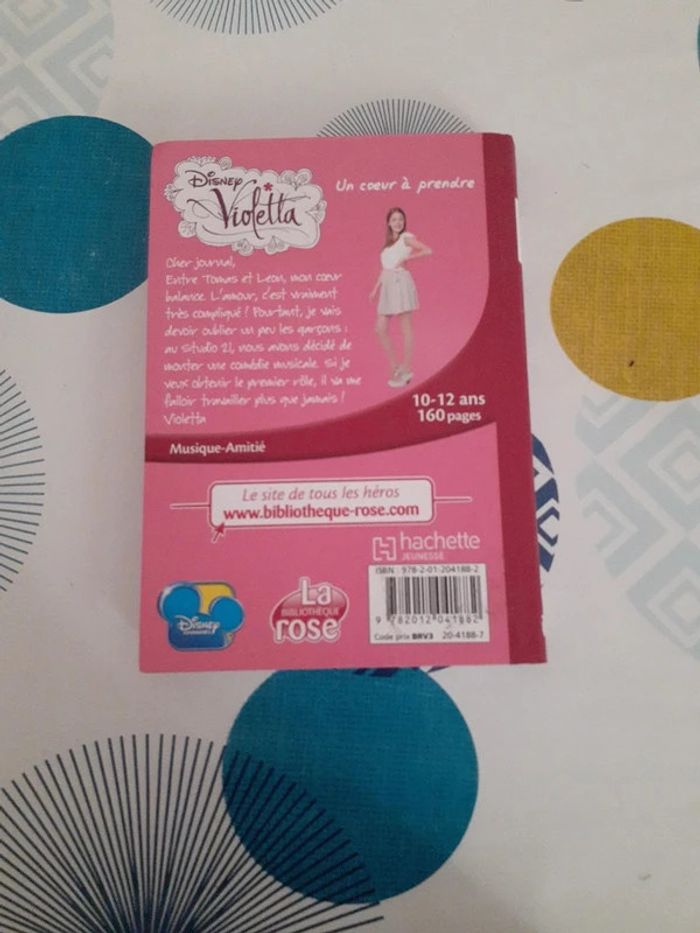 Disney
Violetta
Un cœur à prendre
Cher journal,
Entre Tomas et Leon, mon cœur
balance. L'amour, c'est vraiment
très compliqué ! Pourtant, je vais
devoir oublier un peu les garçons :
au Studio 21, nous avons décidé de
monter une comédie musicale. Si je
veux obtenir le premier rôle, il va me
falloir travailler plus que jamais !
Violetta
10-12 ans
160 pages
Musique-Amitié
Le site de tous les héros
www.bibliotheque-rose.com
hachette
JEUNESSE
ISBN : 978-2-01-204188-2
9 782012 041882
Code prix BRV3 20-4188-7
Disney
La
BIBLIOTHÈQUE
rose